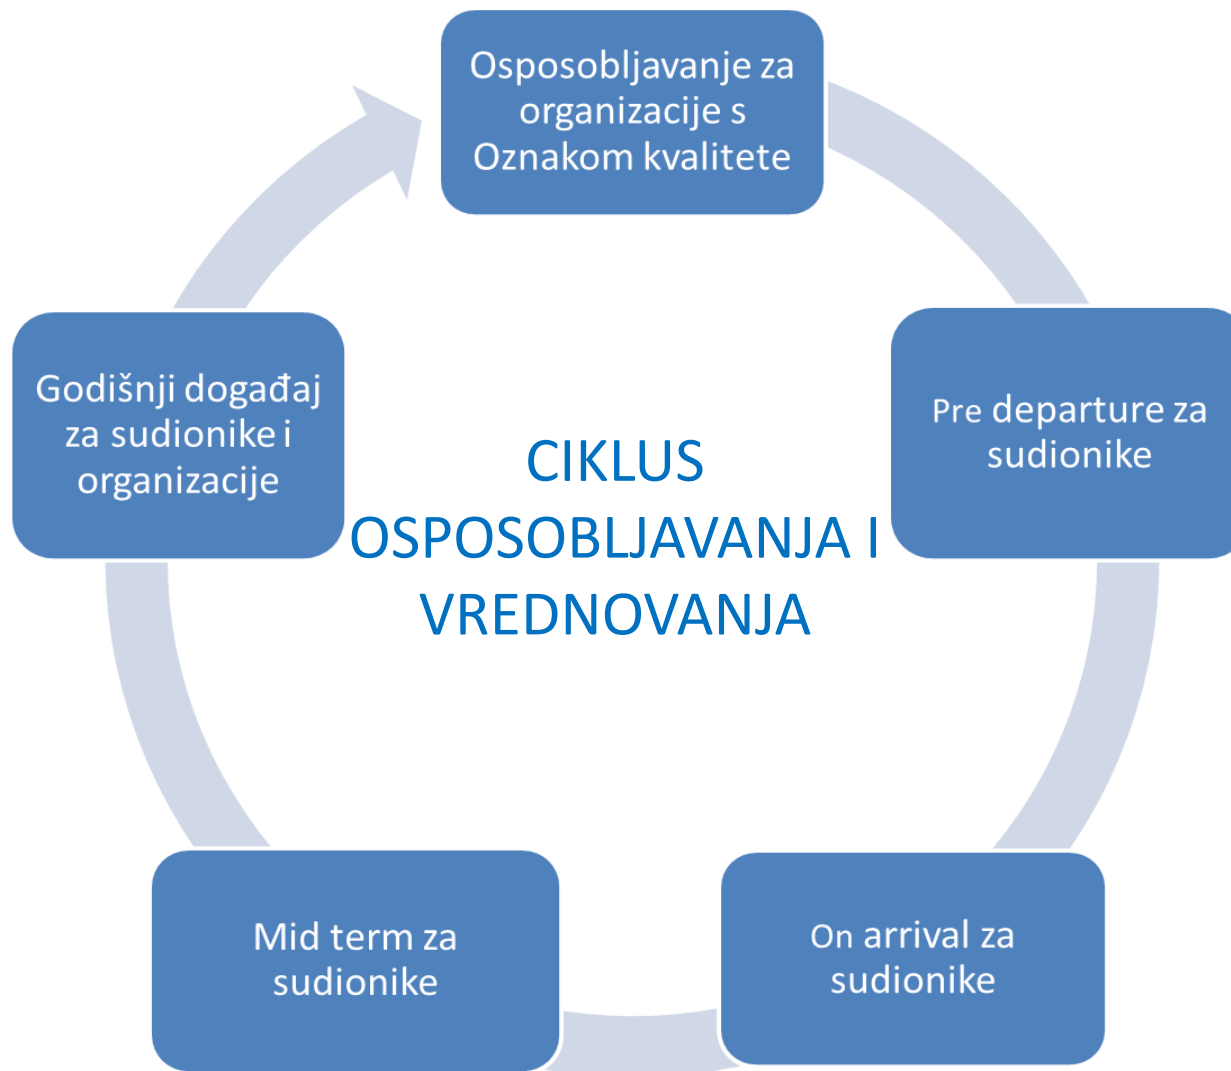 Osposobljavanje za
organizacije s
Oznakom kvalitete
Pre departure za
sudionike
On arrival za
sudionike
Mid term za
sudionike
Godišnji događaj
za sudionike i
organizacije
CIKLUS
OSPOSOBLJAVANJA I
VREDNOVANJA